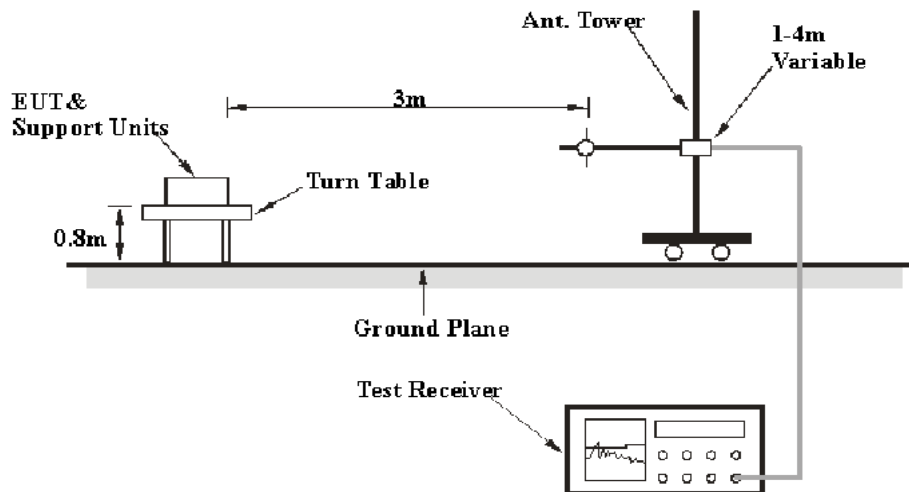 Ant. Tower
1-4m
Variable
3m
EUT &
Support Units
Turn Table
0.8m
Ground Plane
Test Receiver